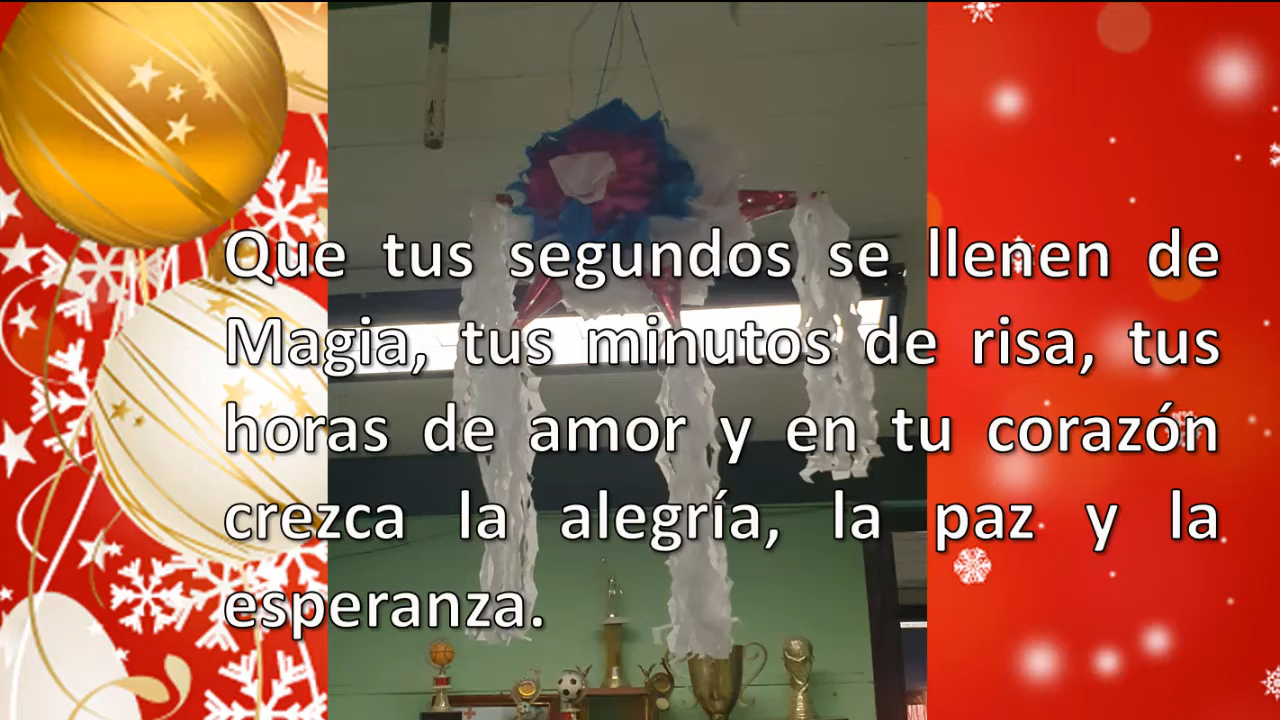 Que tus segundos se llenen de
Magia, tus minutos de risa, tus
horas de amor y en tu corazón
crezca la alegría, la paz y la
esperanza.